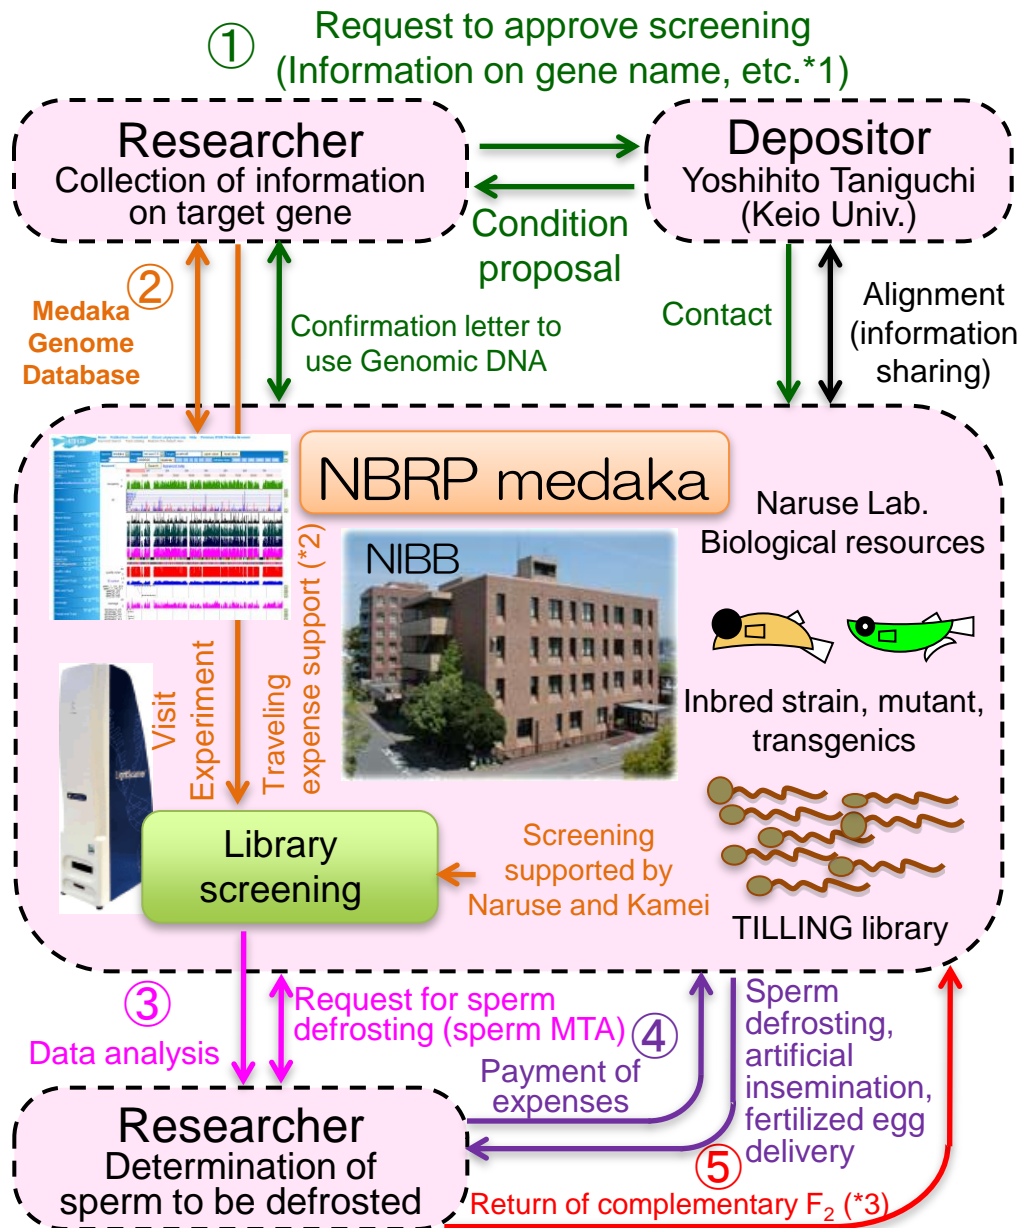 ①
Request to approve screening
(Information on gene name, etc.*1)
Researcher
Collection of information
on target gene
Depositor
Yoshihito Taniguchi
(Keio Univ.)
Condition
proposal
②
Medaka
Genome
Database
Confirmation letter to
use Genomic DNA
Contact
Alignment
(information
sharing)
NBRP medaka
NIBB
Naruse Lab.
Biological resources
Inbred strain, mutant,
transgenics
TILLING library
Visit
Experiment
Traveling
expense support (*2)
LightScanner
Library
screening
Screening
supported by
Naruse and Kamei
③
Data analysis
Request for sperm
defrosting (sperm MTA)
④
Payment of
expenses
Sperm
defrosting,
artificial
insemination,
fertilized egg
delivery
Researcher
Determination of
sperm to be defrosted
⑤
Return of complementary F₂ (*3)